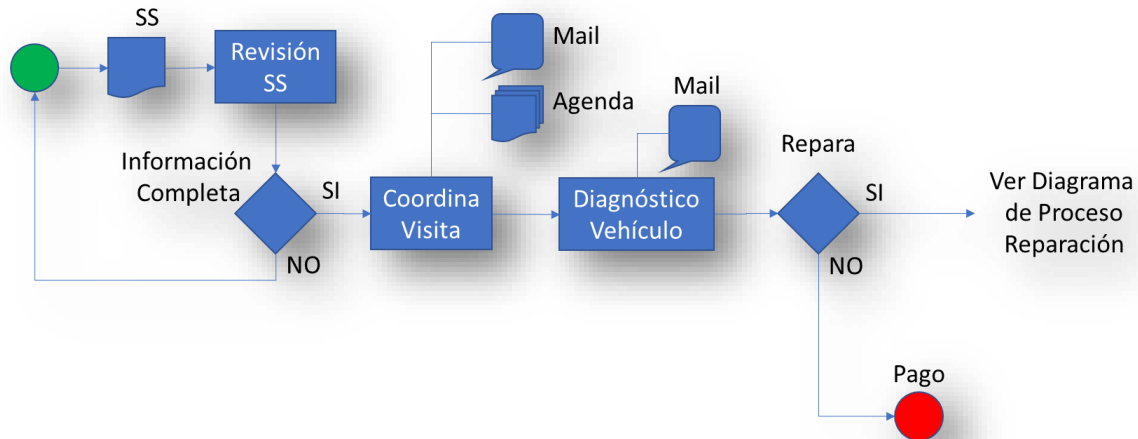 SS
Revisión
SS
Mail
Agenda
Mail
Información
Completa
SI
NO
Coordina
Visita
Diagnóstico
Vehículo
Repara
SI
NO
Ver Diagrama
de Proceso
Reparación
Pago